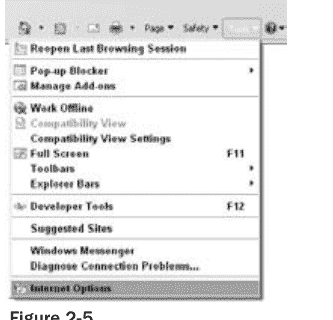 Page Safety Tools
Reopen Last Browsing Session
Pop-up Blocker
Manage Add-ons
Work Offline
Compatibility View
Compatibility View Settings
Full Screen F11
Toolbars
Explorer Bars
Developer Tools F12
Suggested Sites
Windows Messenger
Diagnose Connection Problems...
Internet Options
Figure 2-5